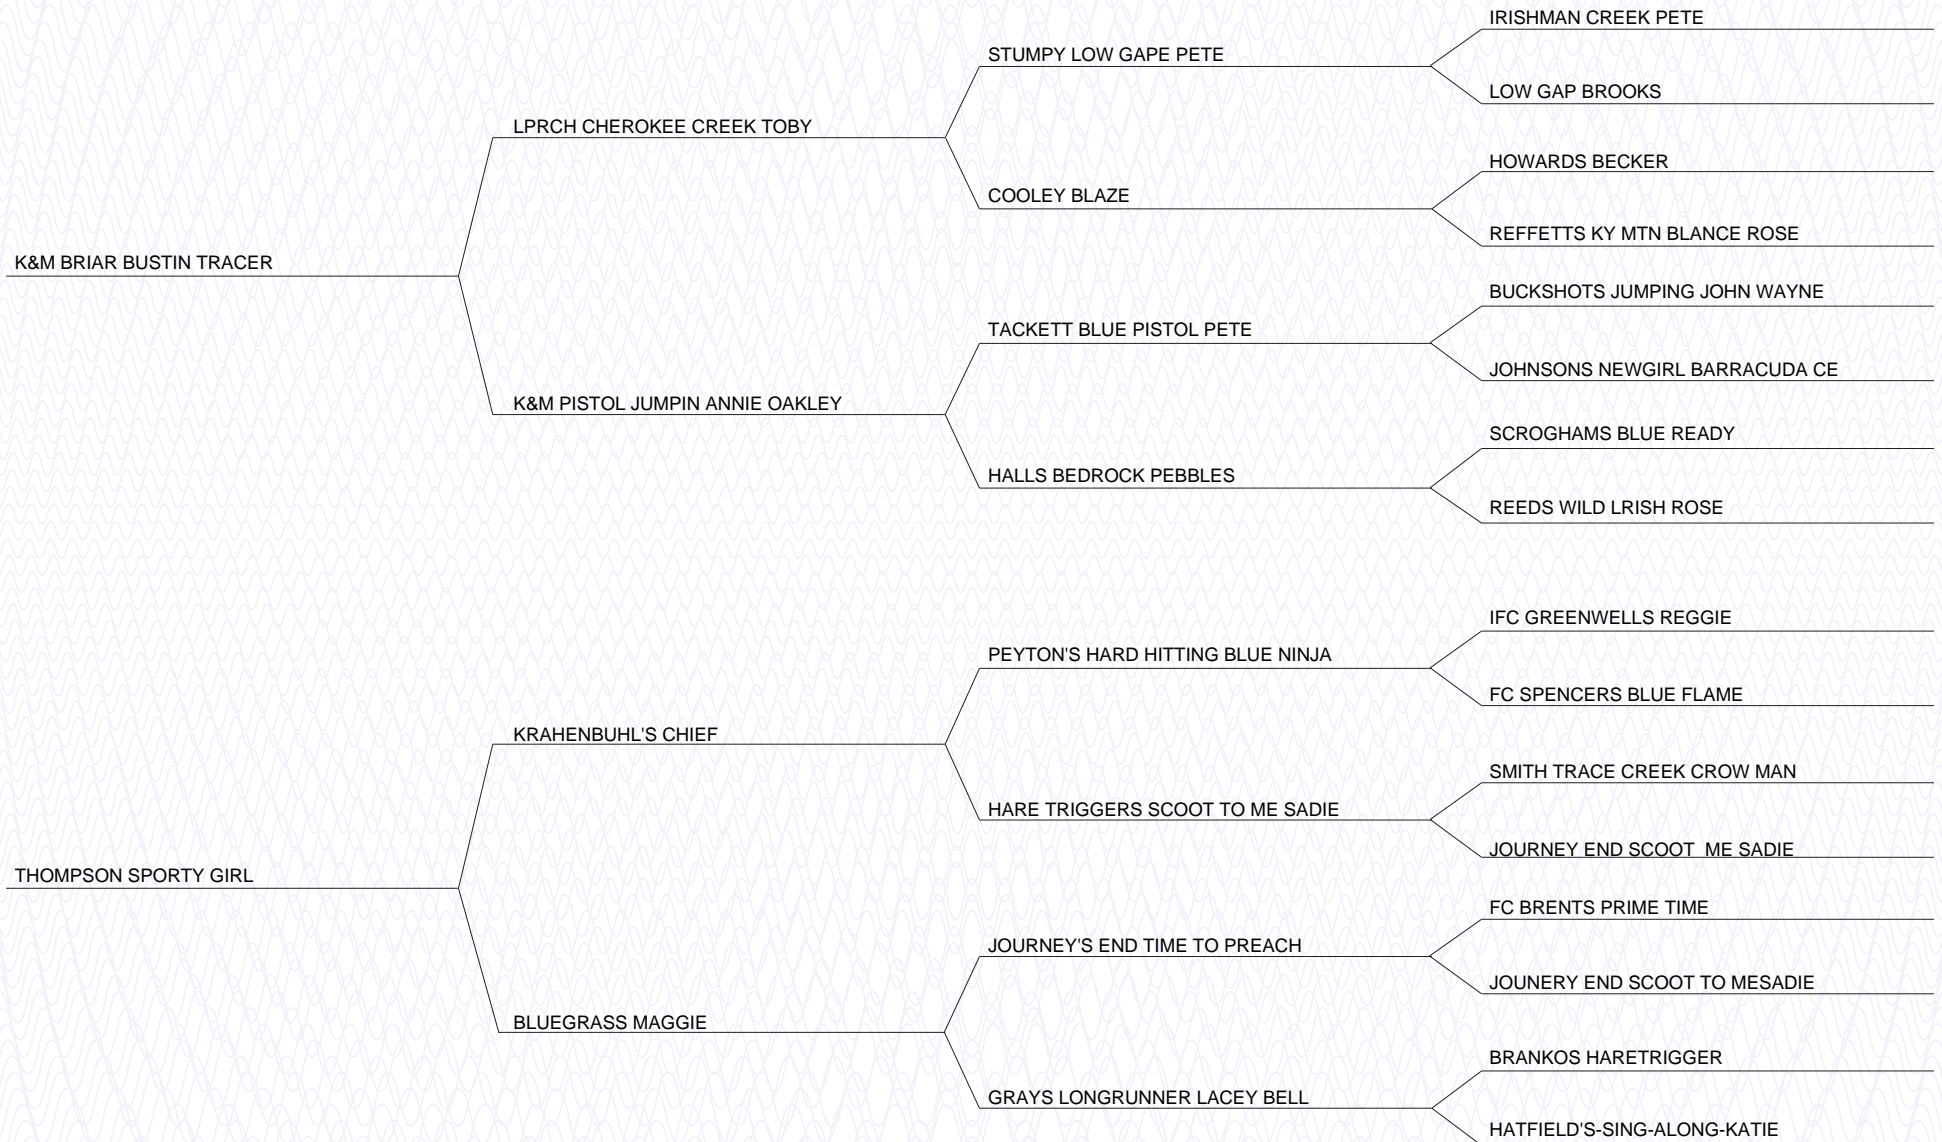 IRISHMAN CREEK PETE
STUMPY LOW GAPE PETE
LOW GAP BROOKS
LPRCH CHEROKEE CREEK TOBY
HOWARDS BECKER
COOLEY BLAZE
REFFETTS KY MTN BLANCE ROSE
K&M BRIAR BUSTIN TRACER
BUCKSHOTS JUMPING JOHN WAYNE
TACKETT BLUE PISTOL PETE
JOHNSONS NEWGIRL BARRACUDA CE
K&M PISTOL JUMPIN ANNIE OAKLEY
SCROGHAMS BLUE READY
HALLS BEDROCK PEBBLES
REEDS WILD LRISH ROSE
IFC GREENWELLS REGGIE
PEYTON'S HARD HITTING BLUE NINJA
FC SPENCERS BLUE FLAME
KRAHENBUHL'S CHIEF
SMITH TRACE CREEK CROW MAN
HARE TRIGGERS SCOOT TO ME SADIE
JOURNEY END SCOOT  ME SADIE
THOMPSON SPORTY GIRL
FC BRENTS PRIME TIME
JOURNEY'S END TIME TO PREACH
JOUNERY END SCOOT TO MESADIE
BLUEGRASS MAGGIE
BRANKOS HARETRIGGER
GRAYS LONGRUNNER LACEY BELL
HATFIELD'S-SING-ALONG-KATIE